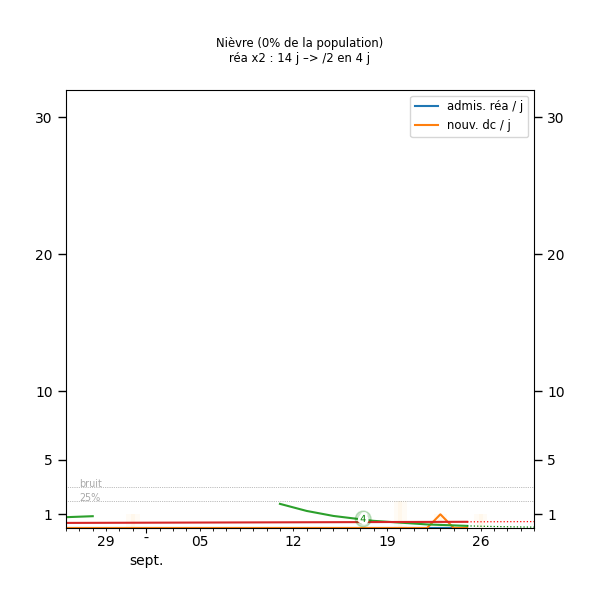 Nièvre (0% de la population)
réa x2 : 14 j –> /2 en 4 j
admis. réa / j
nouv. dc / j
30 30
20 20
10 10
5 5
bruit
25%
4
1 1
29 - 05 12 19 26
sept.